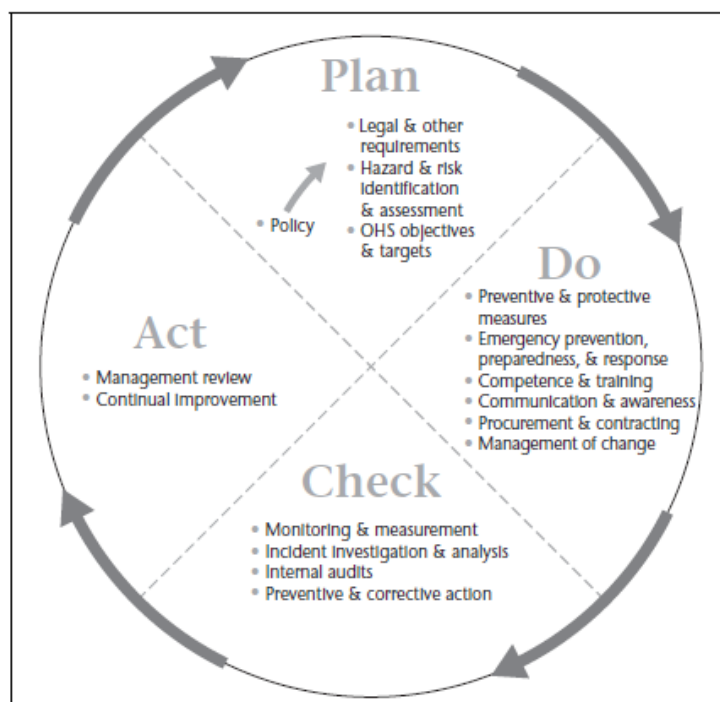 Plan
• Legal & other
requirements
• Hazard & risk
identification
& assessment
• OHS objectives
& targets
• Policy
Do
• Preventive & protective
measures
• Emergency prevention,
preparedness, & response
• Competence & training
• Communication & awareness
• Procurement & contracting
• Management of change
Check
• Monitoring & measurement
• Incident investigation & analysis
• Internal audits
• Preventive & corrective action
Act
• Management review
• Continual improvement